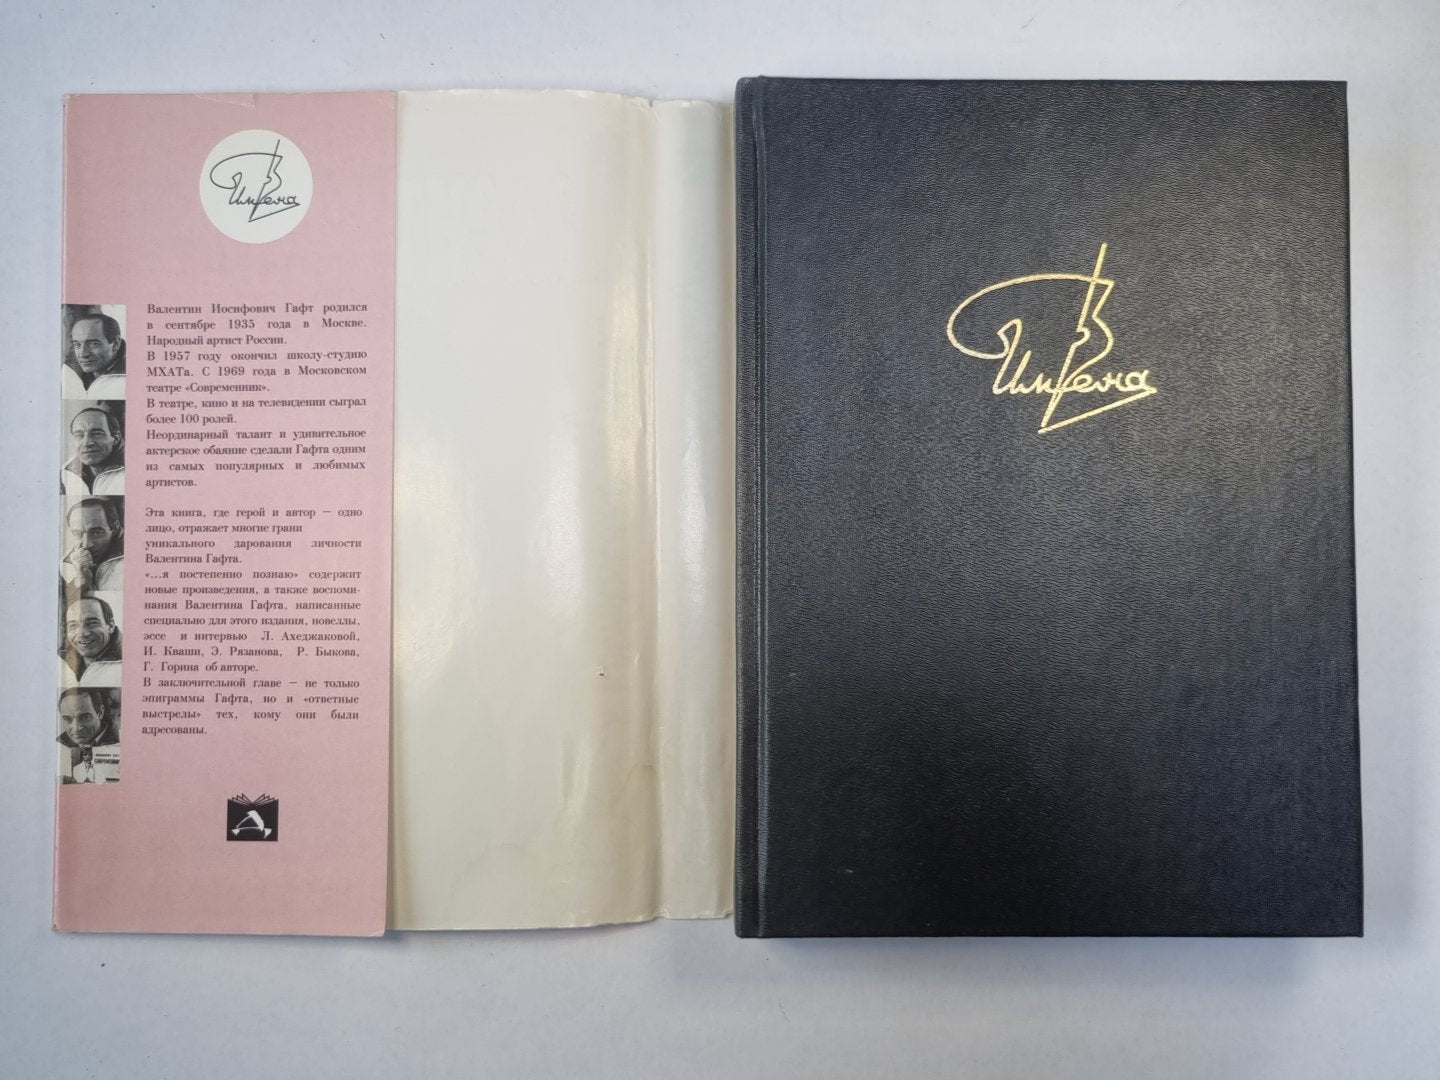 Имена
Валентин Иосифович Гафт родился
в сентябре 1935 года в Москве.
Народный артист России.
В 1957 году окончил школу-студию
МХАТа. С 1969 года в Московском
театре «Современник».
В театре, кино и на телевидении сыграл
более 100 ролей.
Неординарный талант и удивительное
актерское обаяние сделали Гафта одним
из самых популярных и любимых
артистов.
Эта книга, где герой и автор — одно
лицо, отражает многие грани
уникального дарования личности
Валентина Гафта.
«...я постепенно познаю» содержит
новые произведения, а также воспоми-
нания Валентина Гафта, написанные
специально для этого издания, новеллы,
эссе и интервью Л. Ахеджаковой,
И. Кваши, Э. Рязанова, Р. Быкова,
Г. Горина об авторе.
В заключительной главе — не только
эпиграммы Гафта, но и «ответные
выстрелы» тех, кому они были
адресованы.
Имена